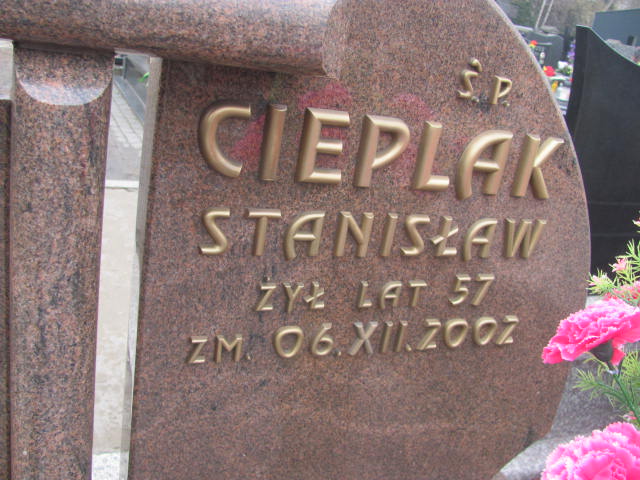 Ś.P.
CIEPLAK
STANISŁAW
ŻYŁ LAT 57
ZM. 06.XII.2002